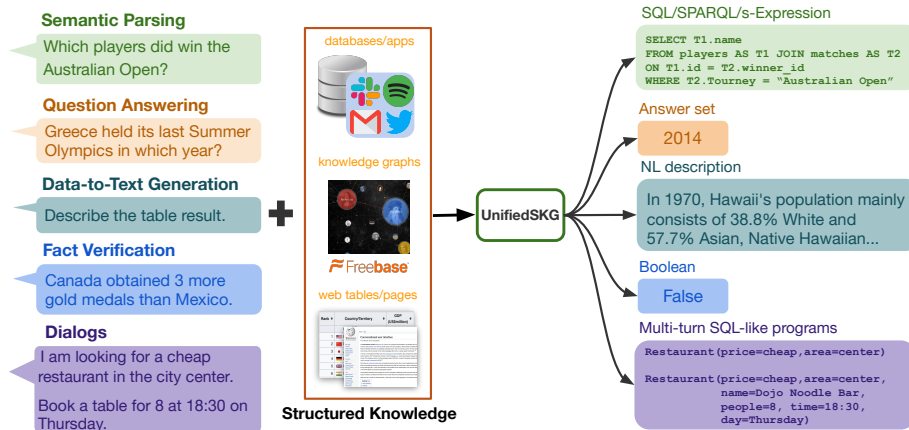 Semantic Parsing
Which players did win the
Australian Open?
Question Answering
Greece held its last Summer
Olympics in which year?
Data-to-Text Generation
Describe the table result.
Fact Verification
Canada obtained 3 more
gold medals than Mexico.
Dialogs
I am looking for a cheap
restaurant in the city center.
Book a table for 8 at 18:30 on
Thursday.
databases/apps
knowledge graphs
Freebase
web tables/pages
Rank
Country/Territory
GDP
(US$million)
Structured Knowledge
UnifiedSKG
SQL/SPARQL/s-Expression
SELECT T1.name
FROM players AS T1 JOIN matches AS T2
ON T1.id = T2.winner_id
WHERE T2.Tourney = “Australian Open”
Answer set
2014
NL description
In 1970, Hawaii's population mainly
consists of 38.8% White and
57.7% Asian, Native Hawaiian...
Boolean
False
Multi-turn SQL-like programs
Restaurant(price=cheap,area=center)
Restaurant(price=cheap,area=center,
name=Dojo Noodle Bar,
people=8, time=18:30,
day=Thursday)